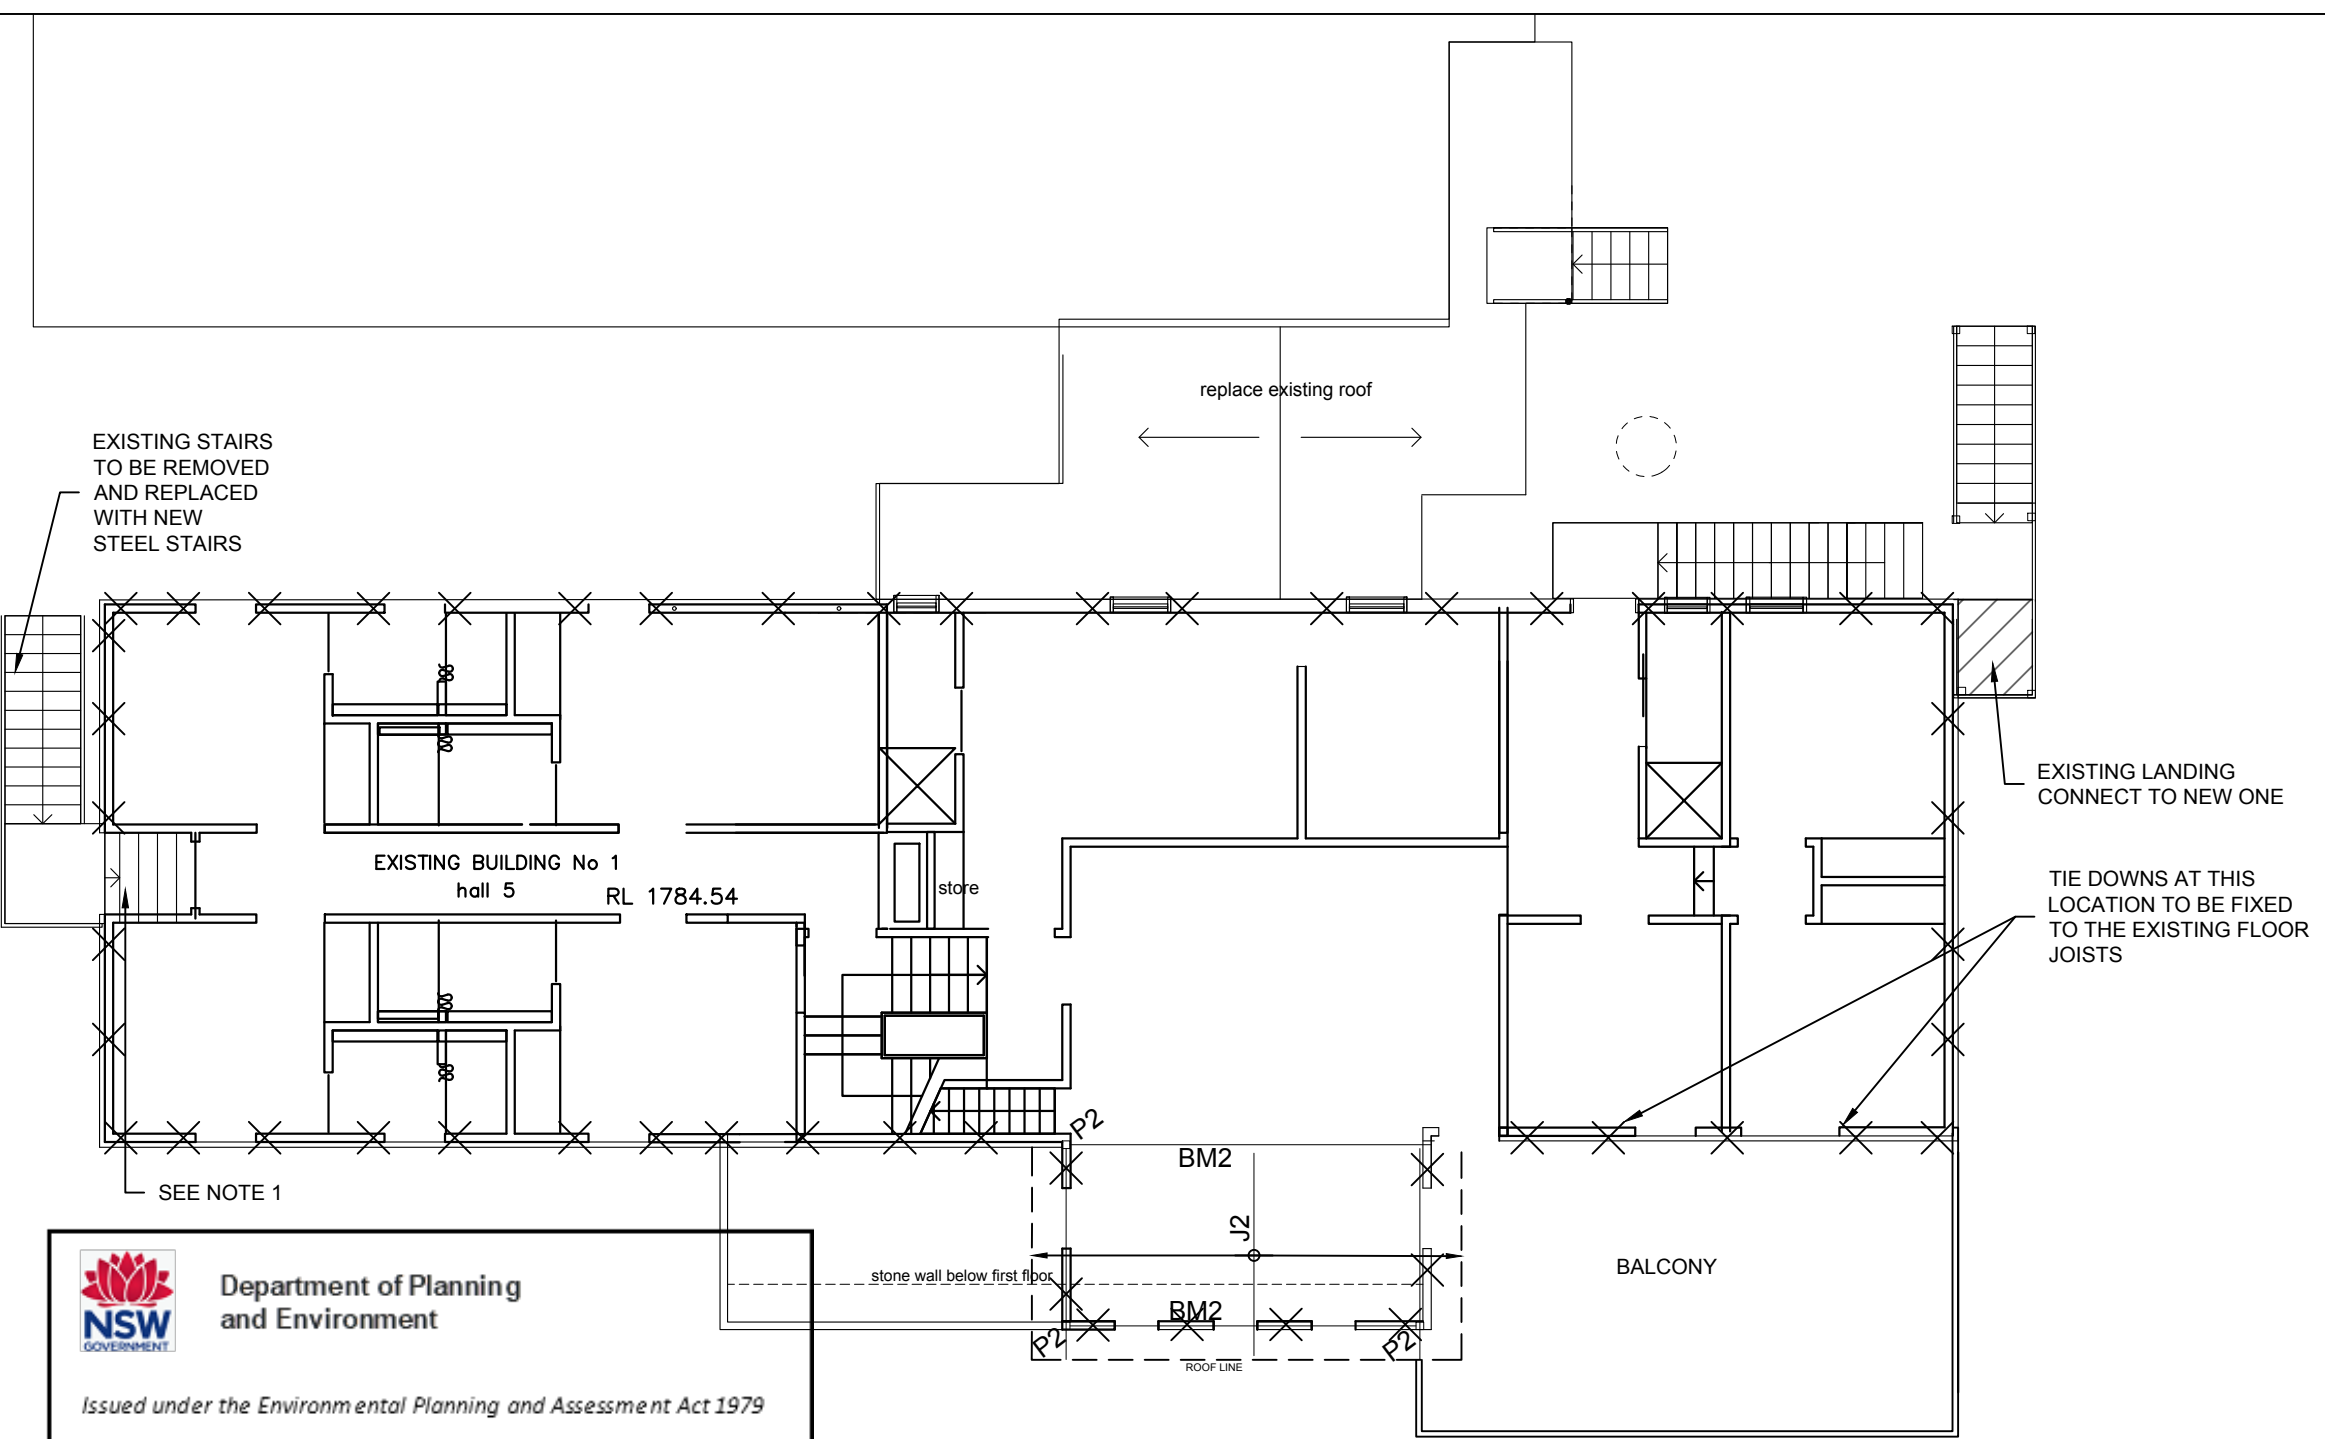 replace existing roof
EXISTING STAIRS
TO BE REMOVED
AND REPLACED
WITH NEW
STEEL STAIRS
EXISTING LANDING
CONNECT TO NEW ONE
EXISTING BUILDING No 1
hall 5
RL 1784.54
store
TIE DOWNS AT THIS
LOCATION TO BE FIXED
TO THE EXISTING FLOOR
JOISTS
P2
BM2
SEE NOTE 1
J2
BALCONY
stone wall below first floor
BM2
P2
P2
ROOF LINE
NSW
GOVERNMENT
Department of Planning
and Environment
Issued under the Environmental Planning and Assessment Act 1979